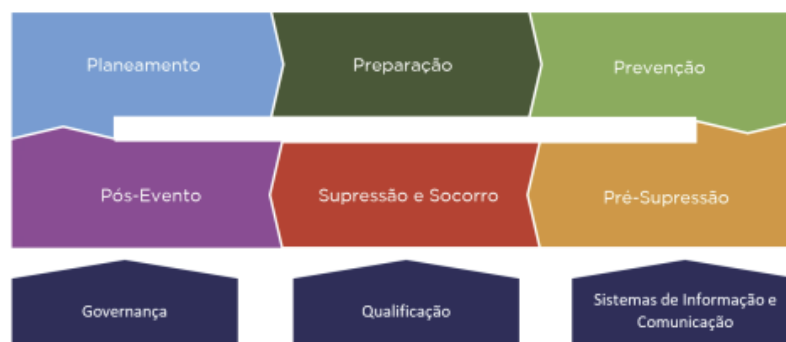 Planeamento
Preparação
Prevenção
Pós-Evento
Supressão e Socorro
Pré-Supressão
Governança
Qualificação
Sistemas de Informação e
Comunicação